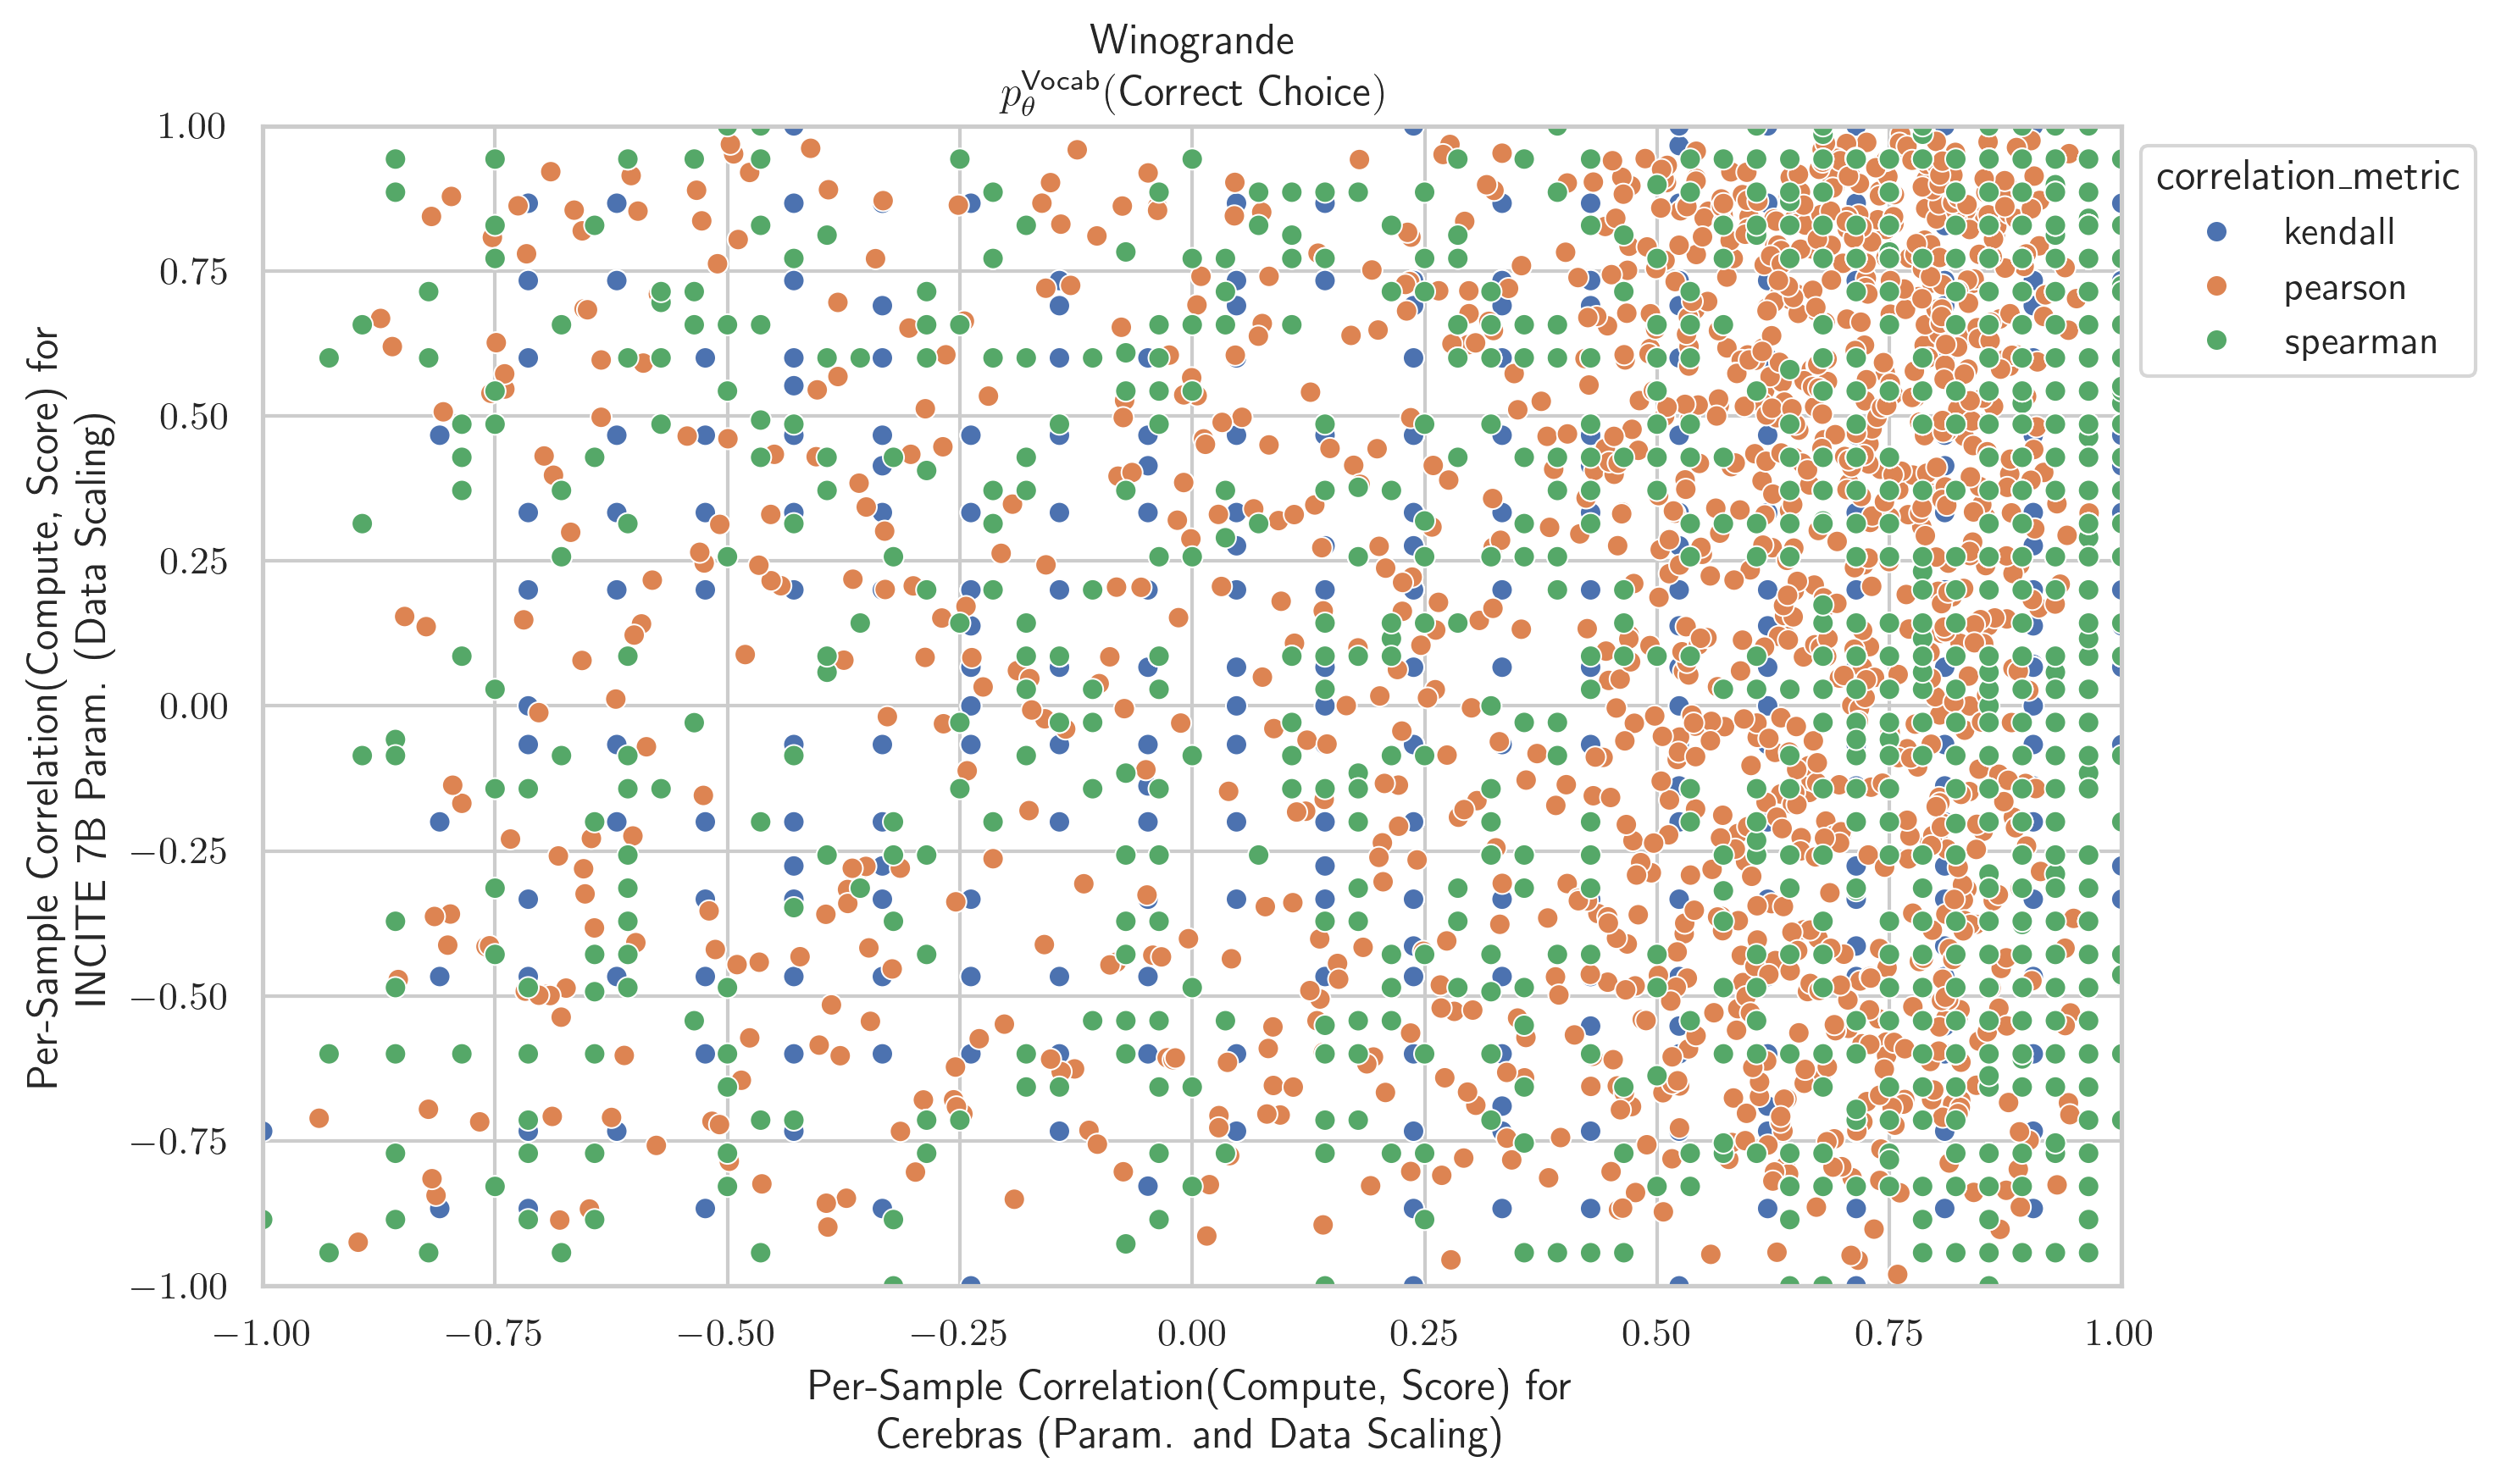 Winogrande
p_θ^Vocab(Correct Choice)
Per-Sample Correlation(Compute, Score) for
INCITE 7B Param. (Data Scaling)
1.00
0.75
0.50
0.25
0.00
−0.25
−0.50
−0.75
−1.00
−1.00 −0.75 −0.50 −0.25 0.00 0.25 0.50 0.75 1.00
Per-Sample Correlation(Compute, Score) for
Cerebras (Param. and Data Scaling)
correlation_metric
kendall
pearson
spearman